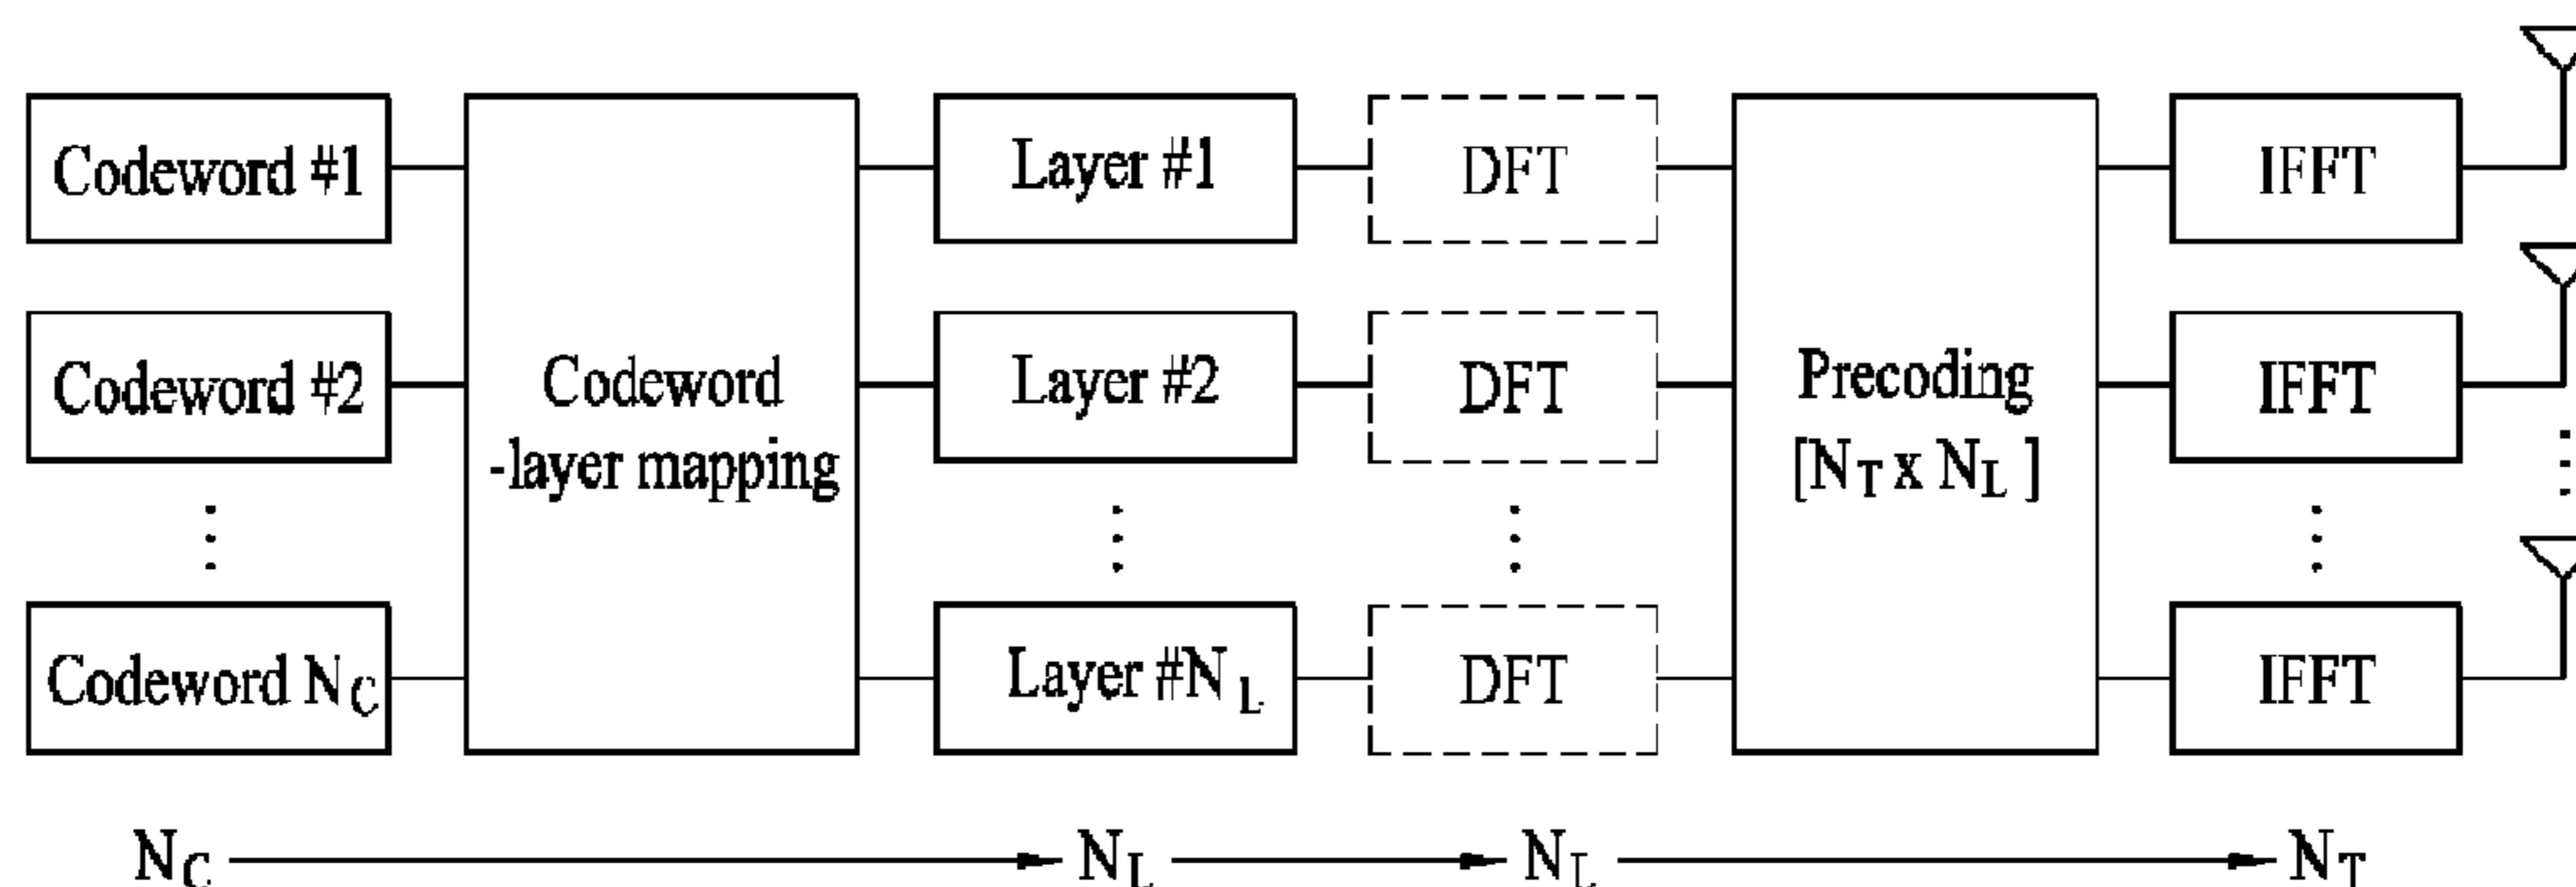 Codeword #1
Layer #1
DFT
IFFT
Codeword #2
Codeword
-layer mapping
Layer #2
DFT
Precoding
[N_T x N_L ]
IFFT
Codeword N_C
Layer #N_L
DFT
IFFT
N_C N_L N_L N_T